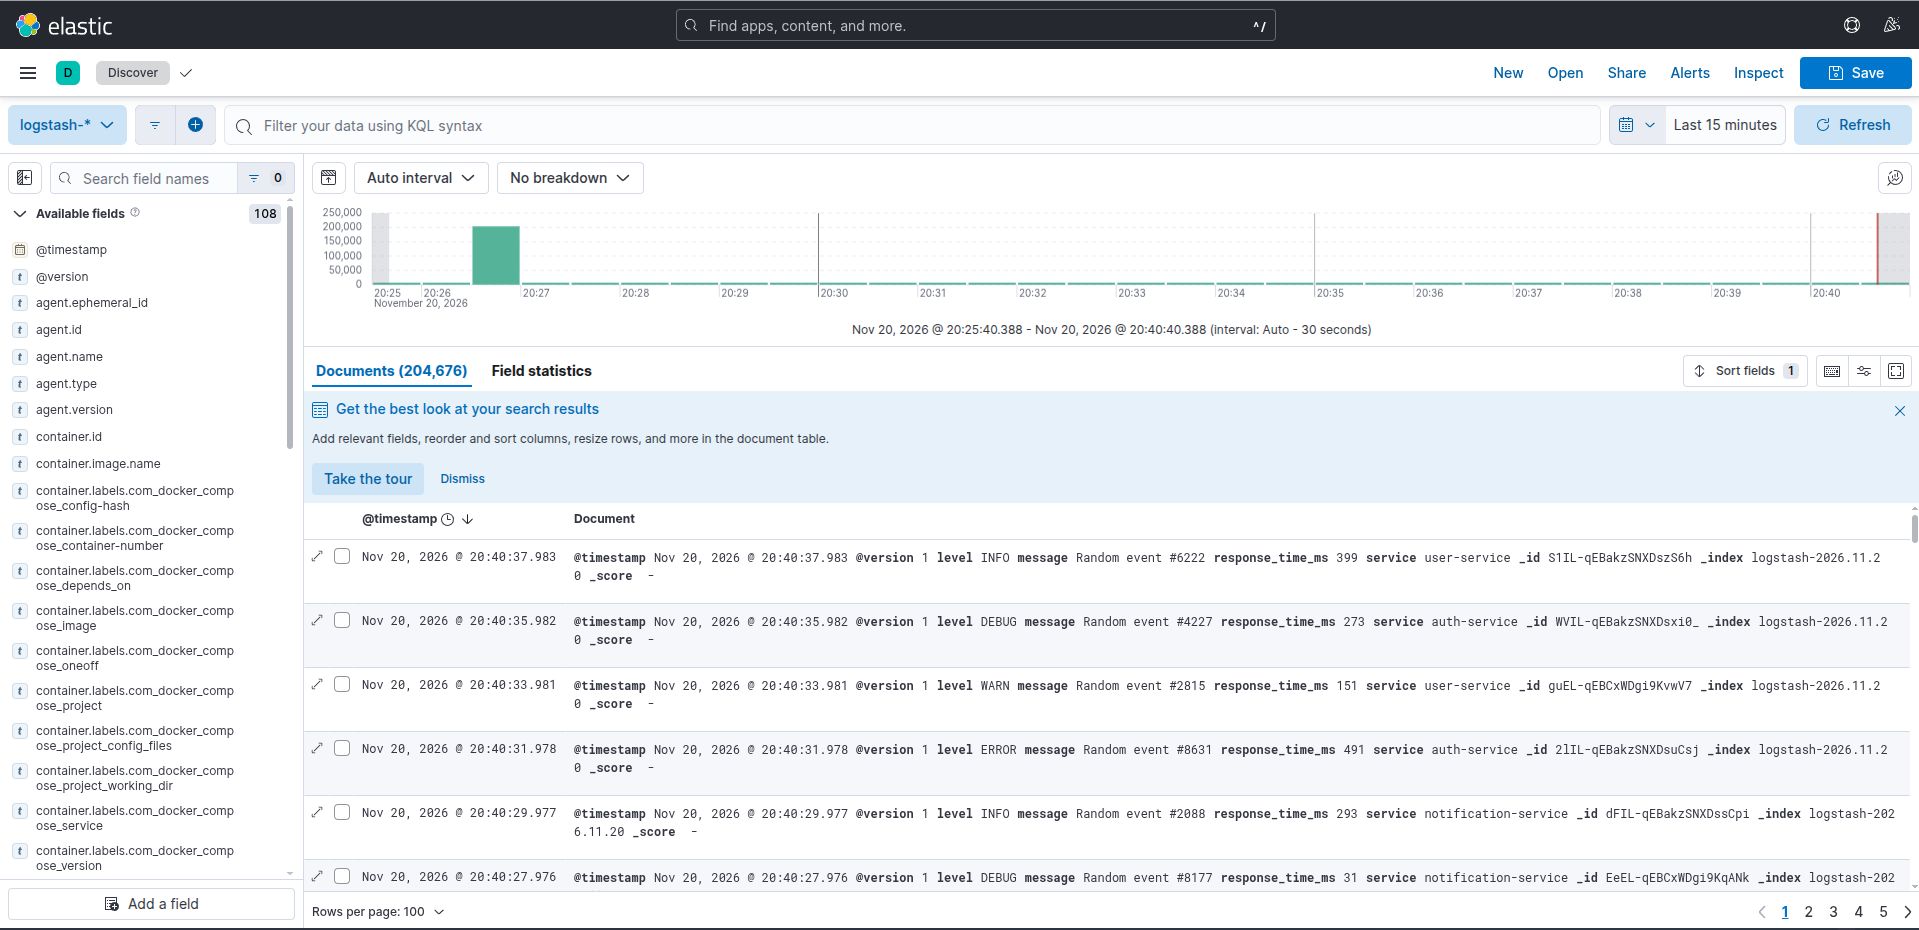 elastic
Find apps, content, and more.
^/
D
Discover
New
Open
Share
Alerts
Inspect
Save
logstash-*
Filter your data using KQL syntax
Last 15 minutes
Refresh
Search field names
0
Auto interval
No breakdown
Available fields
108
@timestamp
t @version
t agent.ephemeral_id
t agent.id
t agent.name
t agent.type
t agent.version
t container.id
t container.image.name
t container.labels.com_docker_comp
ose_config-hash
t container.labels.com_docker_comp
ose_container-number
t container.labels.com_docker_comp
ose_depends_on
t container.labels.com_docker_comp
ose_image
t container.labels.com_docker_comp
ose_oneoff
t container.labels.com_docker_comp
ose_project
t container.labels.com_docker_comp
ose_project_config_files
t container.labels.com_docker_comp
ose_project_working_dir
t container.labels.com_docker_comp
ose_service
t container.labels.com_docker_comp
ose_version
Add a field
250,000
200,000
150,000
100,000
50,000
0
20:25 20:26 20:27 20:28 20:29 20:30 20:31 20:32 20:33 20:34 20:35 20:36 20:37 20:38 20:39 20:40
November 20, 2026
Nov 20, 2026 @ 20:25:40.388 - Nov 20, 2026 @ 20:40:40.388 (interval: Auto - 30 seconds)
Documents (204,676)
Field statistics
Sort fields 1
Get the best look at your search results
Add relevant fields, reorder and sort columns, resize rows, and more in the document table.
Take the tour
Dismiss
@timestamp
Document
Nov 20, 2026 @ 20:40:37.983 @timestamp Nov 20, 2026 @ 20:40:37.983 @version 1 level INFO message Random event #6222 response_time_ms 399 service user-service _id S1IL-qEBakzSNXDszS6h _index logstash-2026.11.2
0 _score -
Nov 20, 2026 @ 20:40:35.982 @timestamp Nov 20, 2026 @ 20:40:35.982 @version 1 level DEBUG message Random event #4227 response_time_ms 273 service auth-service _id WVIL-qEBakzSNXDsxi0_ _index logstash-2026.11.2
0 _score -
Nov 20, 2026 @ 20:40:33.981 @timestamp Nov 20, 2026 @ 20:40:33.981 @version 1 level WARN message Random event #2815 response_time_ms 151 service user-service _id guEL-qEBCxWDgi9KvwV7 _index logstash-2026.11.2
0 _score -
Nov 20, 2026 @ 20:40:31.978 @timestamp Nov 20, 2026 @ 20:40:31.978 @version 1 level ERROR message Random event #8631 response_time_ms 491 service auth-service _id 2lIL-qEBakzSNXDsuCsj _index logstash-2026.11.2
0 _score -
Nov 20, 2026 @ 20:40:29.977 @timestamp Nov 20, 2026 @ 20:40:29.977 @version 1 level INFO message Random event #2088 response_time_ms 293 service notification-service _id dFIL-qEBakzSNXDssCpi _index logstash-202
6.11.20 _score -
Nov 20, 2026 @ 20:40:27.976 @timestamp Nov 20, 2026 @ 20:40:27.976 @version 1 level DEBUG message Random event #8177 response_time_ms 31 service notification-service _id EeEL-qEBCxWDgi9KqANk _index logstash-202
Rows per page: 100
1 2 3 4 5